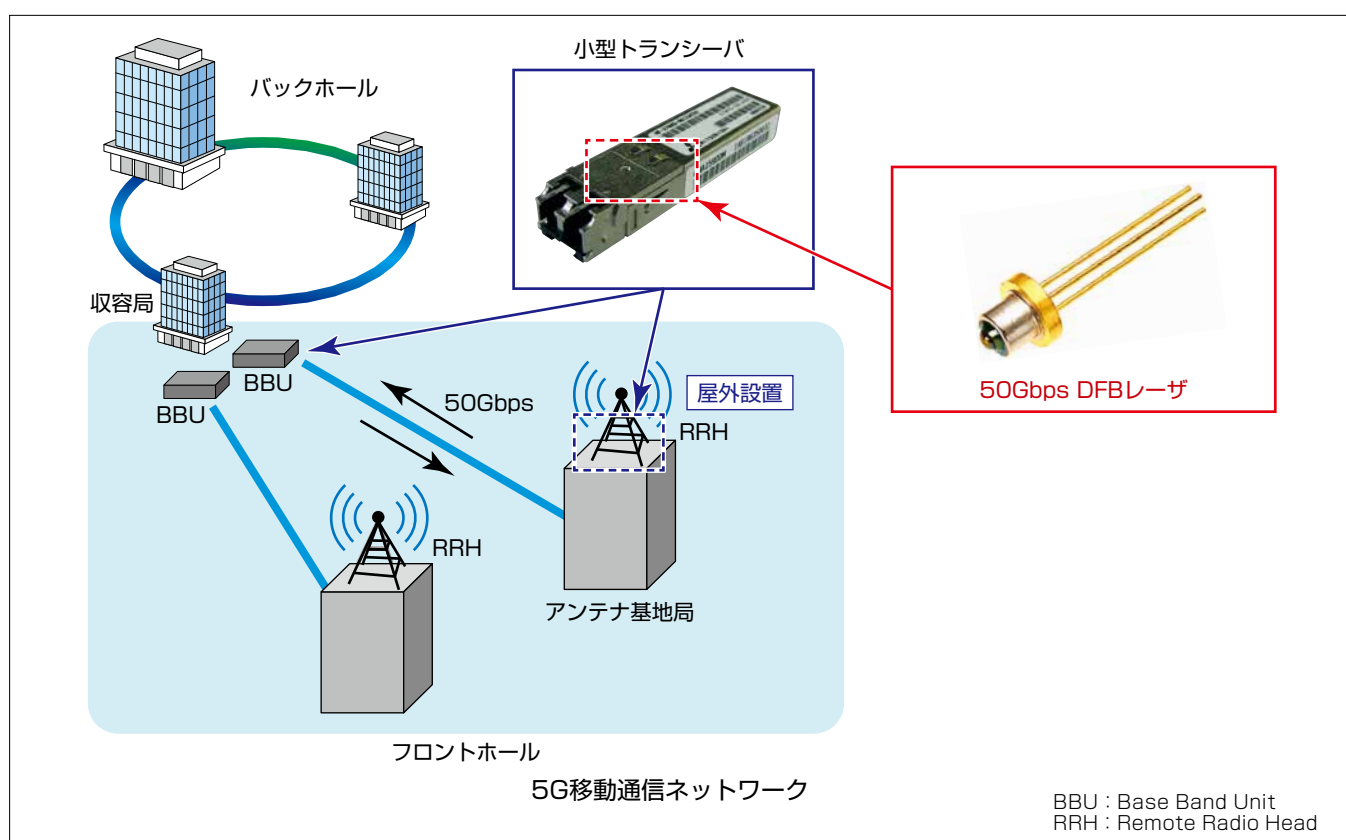 小型トランシーバ
バックホール
収容局
BBU
BBU
50Gbps
屋外設置
RRH
50Gbps DFBレーザ
RRH
アンテナ基地局
フロントホール
5G移動通信ネットワーク
BBU：Base Band Unit
RRH：Remote Radio Head